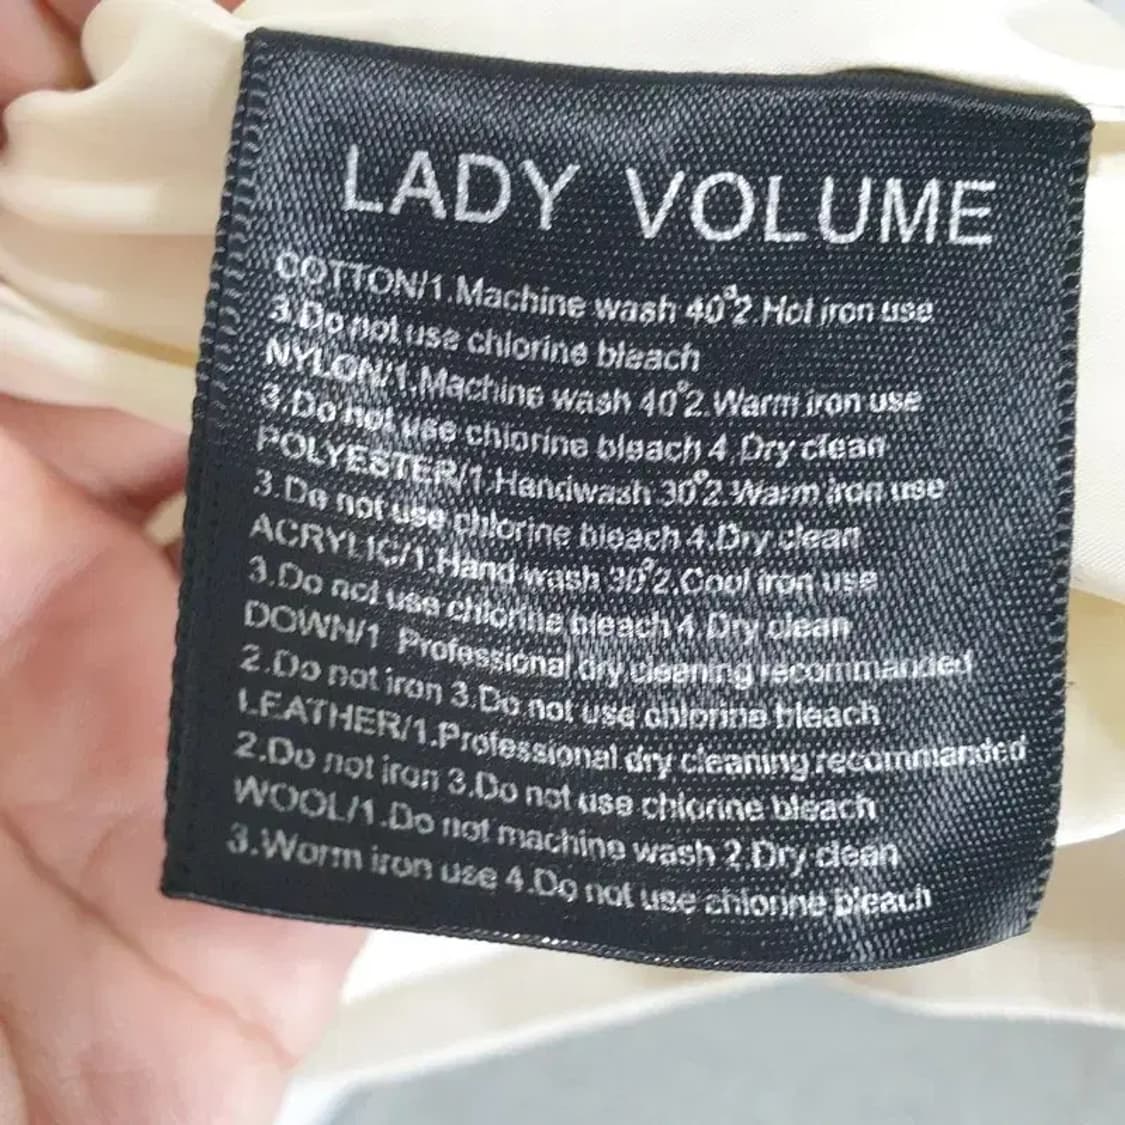 LADY VOLUME
COTTON/1.Machine wash 40°2.Hot iron use
3.Do not use chlorine bleach
NYLON/1.Machine wash 40°2.Warm iron use
3.Do not use chlorine bleach 4.Dry clean
POLYESTER/1.Handwash 30°2.Warm iron use
3.Do not use chlorine bleach 4.Dry clean
ACRYLIC/1.Hand wash 30°2.Cool iron use
3.Do not use chlorine bleach 4.Dry clean
DOWN/1 Professional dry cleaning recommanded
2.Do not iron 3.Do not use chlorine bleach
LEATHER/1.Professional dry cleaning recommanded
2.Do not iron 3.Do not use chlorine bleach
WOOL/1.Do not machine wash 2.Dry clean
3.Worm iron use 4.Do not use chlorine bleach